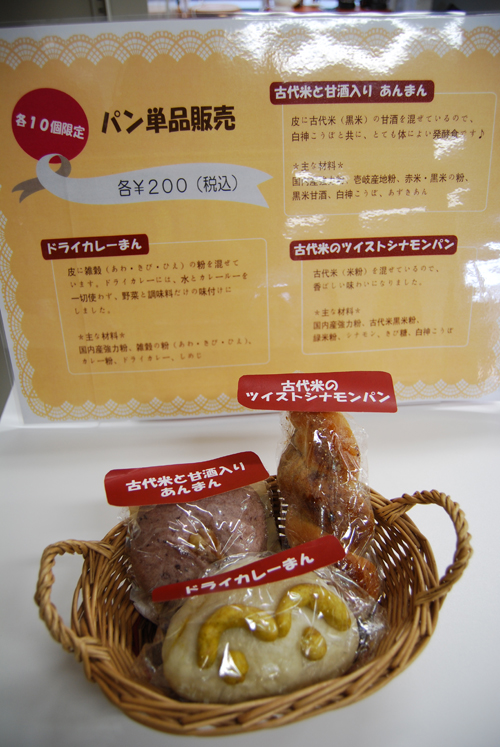 各10個限定
パン単品販売
各¥200（税込）
古代米と甘酒入り あんまん
皮に古代米（黒米）の甘酒を混ぜているので、
白神こうぼと共に、とても体によい発酵食です♪
＊主な材料＊
国内産強力粉、壱岐産地粉、赤米・黒米の粉、
黒米甘酒、白神こうぼ、あずきあん
ドライカレーまん
皮に雑穀（あわ・きび・ひえ）の粉を混ぜて
います。ドライカレーには、水とカレールーを
一切使わず、野菜と調味料だけの味付けに
しました。
＊主な材料＊
国内産強力粉、雑穀の粉（あわ・きび・ひえ）、
カレー粉、ドライカレー、しめじ
古代米のツイストシナモンパン
古代米（米粉）を混ぜているので、
香ばしい味わいになりました。
＊主な材料＊
国内産強力粉、古代米黒米粉、
緑米粉、シナモン、きび糖、白神こうぼ
古代米の
ツイストシナモンパン
古代米と甘酒入り
あんまん
ドライカレーまん